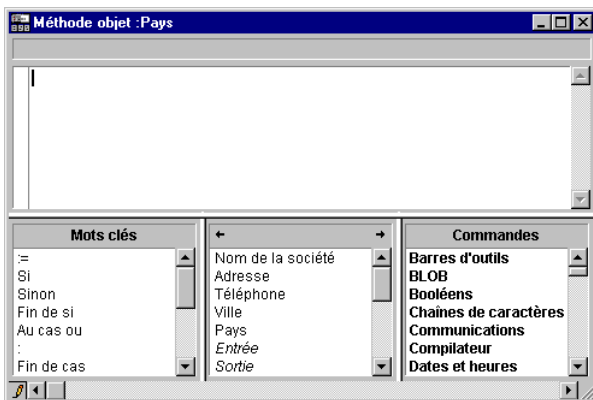 Méthode objet :Pays
Mots clés
:=
Si
Sinon
Fin de si
Au cas ou
:
Fin de cas
← →
Nom de la société
Adresse
Téléphone
Ville
Pays
Entrée
Sortie
Commandes
Barres d'outils
BLOB
Booléens
Chaînes de caractères
Communications
Compilateur
Dates et heures